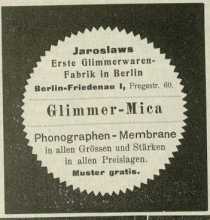 Jaroslaws
Erste Glimmerwaren-
Fabrik in Berlin
Berlin-Friedenau I, Fregestr. 69.
Glimmer-Mica
Phonographen-Membrane
in allen Grössen und Stärken
in allen Preislagen.
Muster gratis.